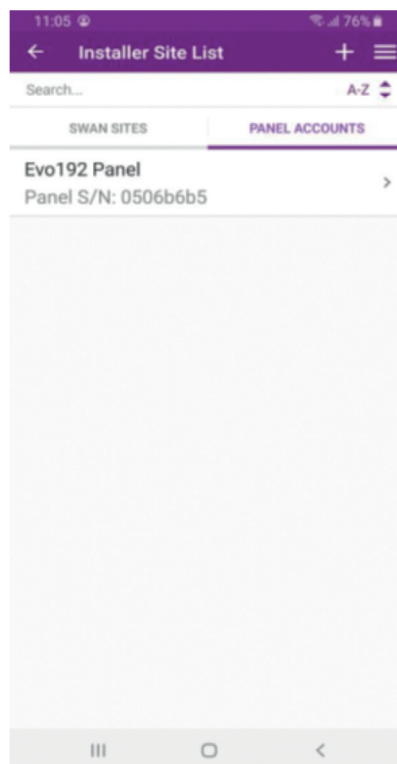 11:05 76%
Installer Site List
Search... A-Z
SWAN SITES PANEL ACCOUNTS
Evo192 Panel
Panel S/N: 0506b6b5